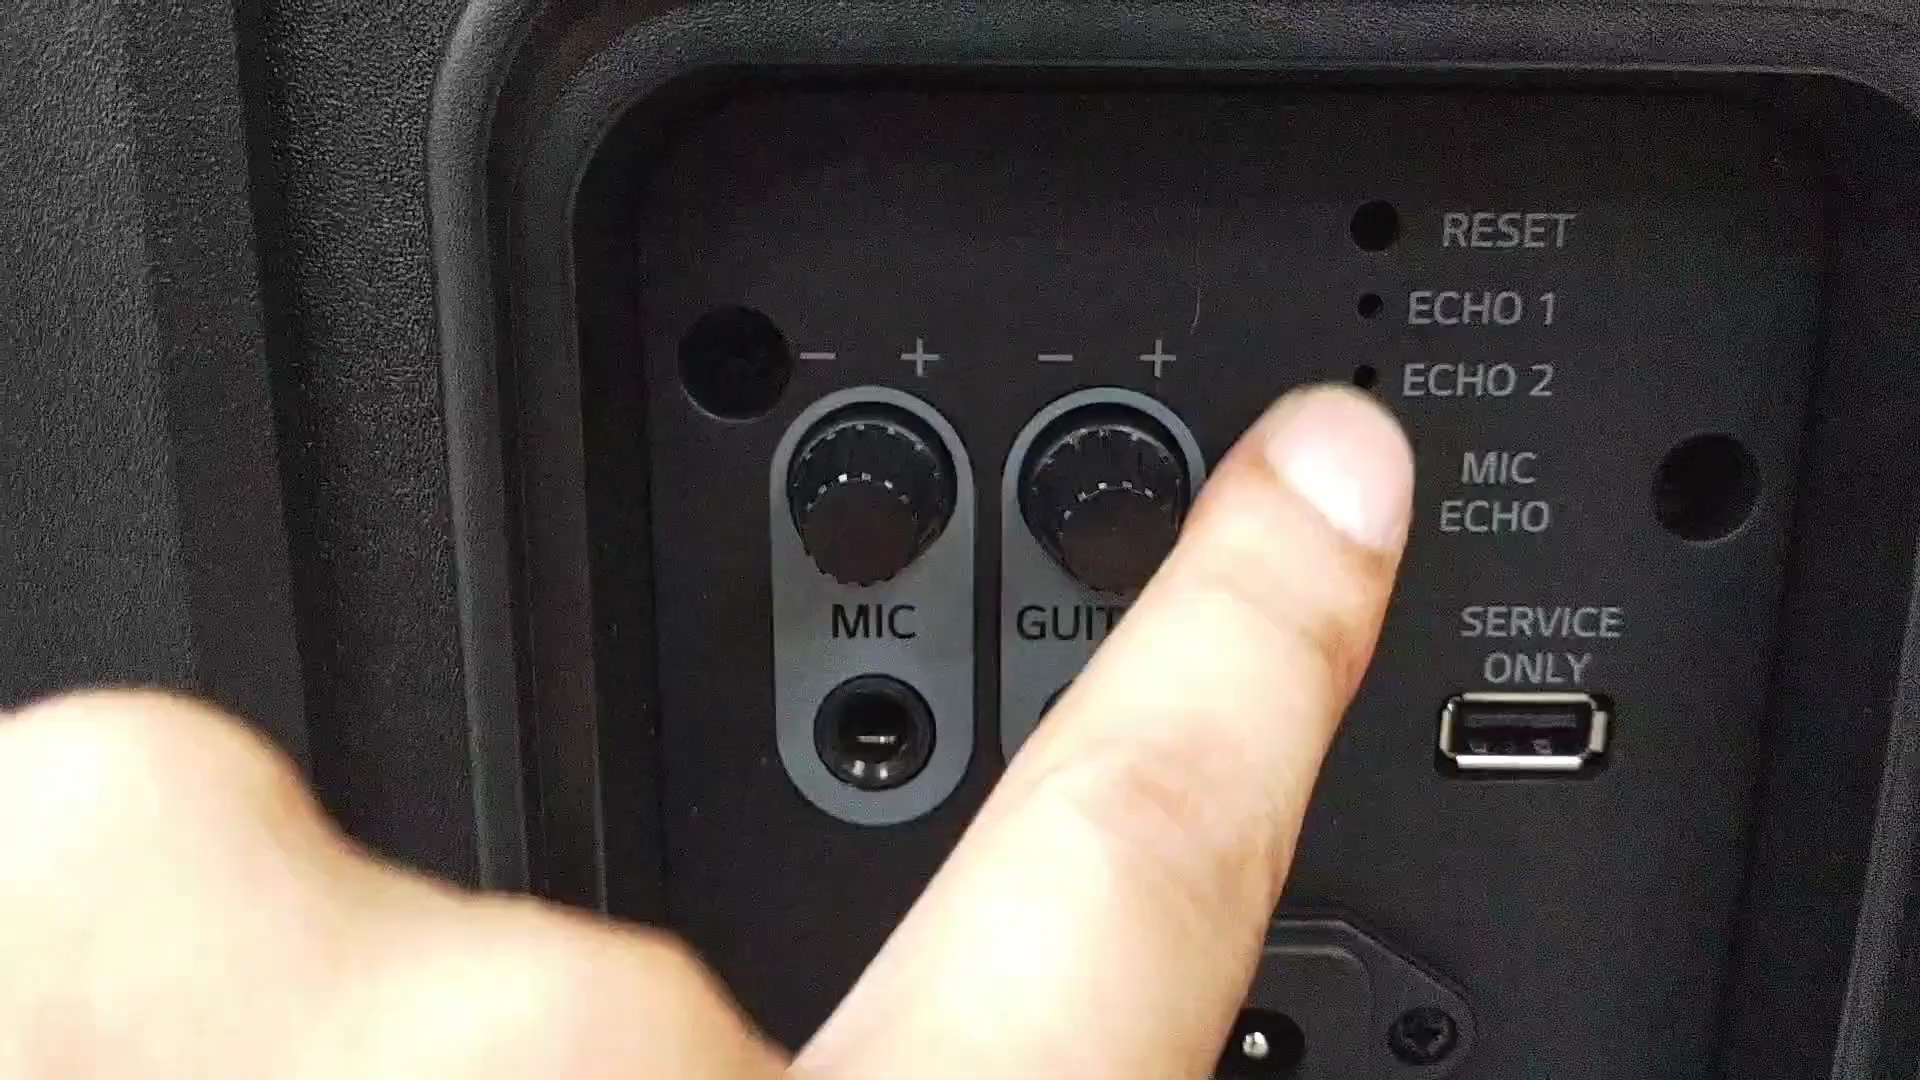 RESET
ECHO 1
ECHO 2
− + − +
MIC
ECHO
MIC
SERVICE
ONLY